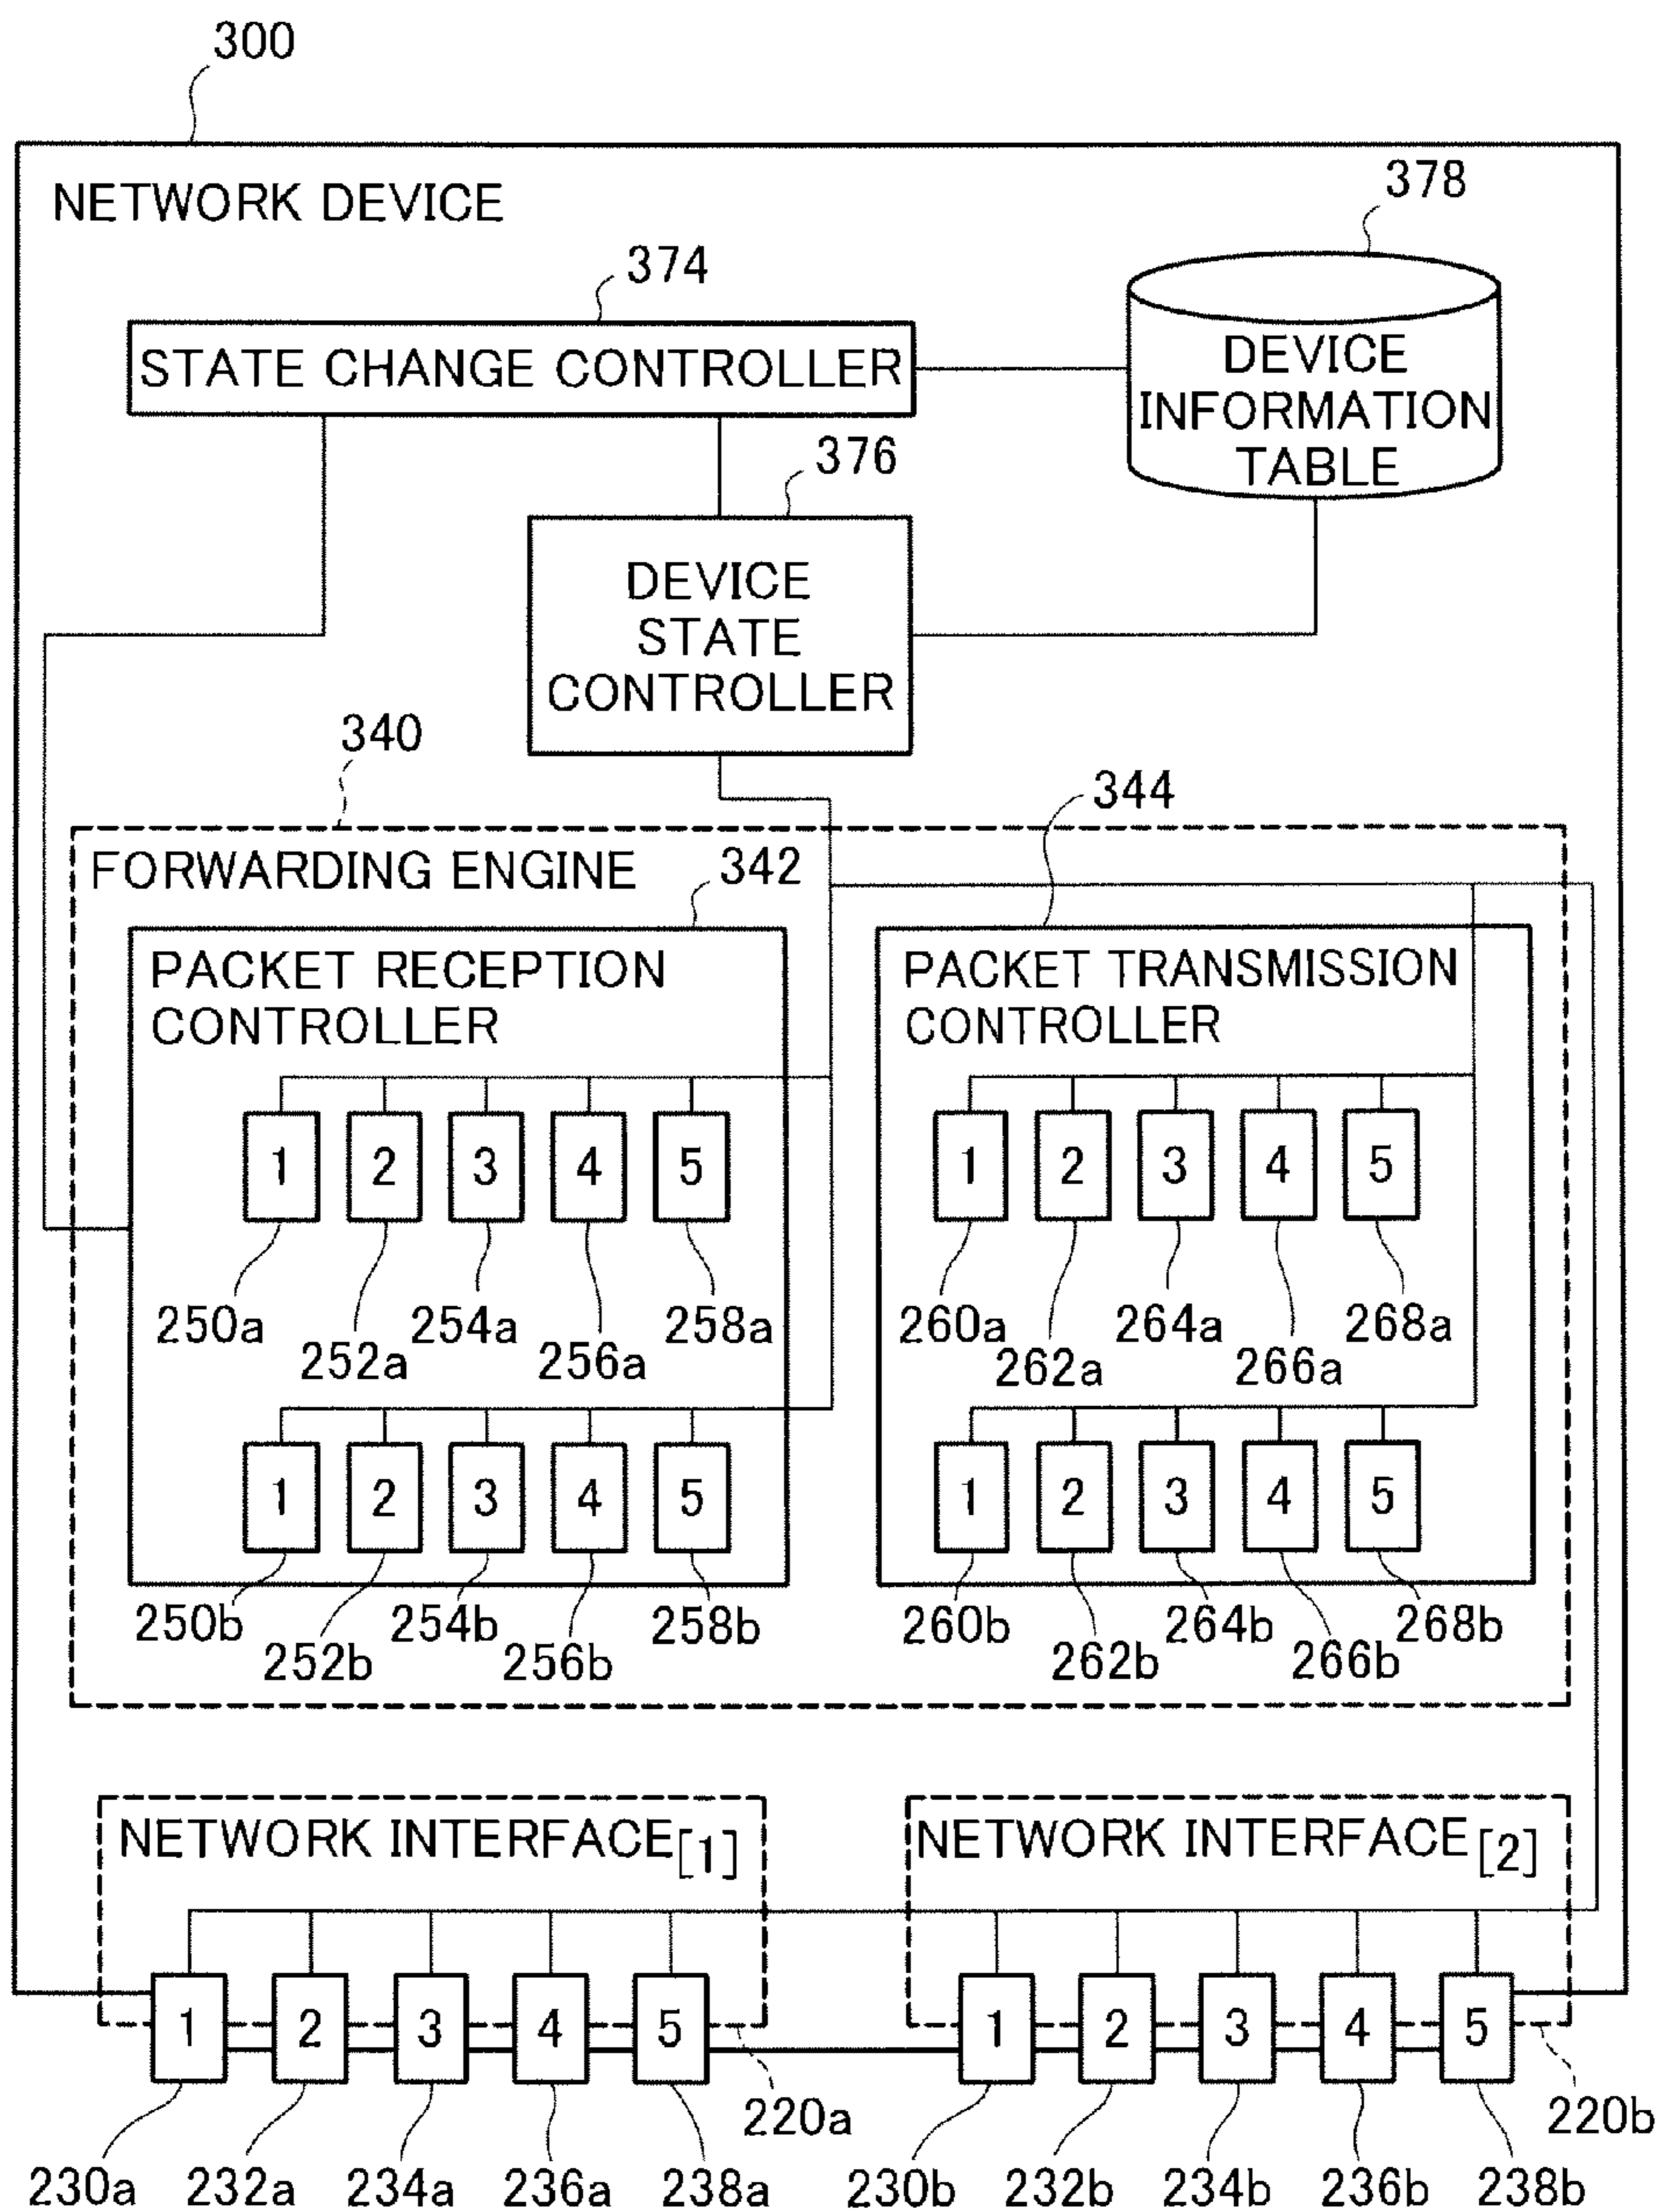 300
NETWORK DEVICE
378
374
STATE CHANGE CONTROLLER
DEVICE
INFORMATION
TABLE
376
DEVICE
STATE
CONTROLLER
340
344
FORWARDING ENGINE
342
PACKET RECEPTION
CONTROLLER
PACKET TRANSMISSION
CONTROLLER
1 2 3 4 5
1 2 3 4 5
250a 254a 258a
252a 256a
260a 264a 268a
262a 266a
1 2 3 4 5
1 2 3 4 5
250b 254b 258b
252b 256b
260b 264b 268b
262b 266b
NETWORK INTERFACE[1]
NETWORK INTERFACE[2]
1 2 3 4 5
1 2 3 4 5
220a
220b
230a 232a 234a 236a 238a
230b 232b 234b 236b 238b